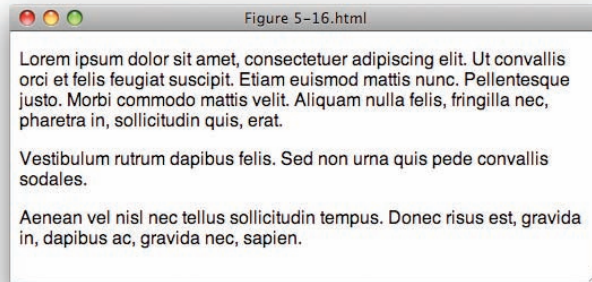 Figure 5-16.html
Lorem ipsum dolor sit amet, consectetuer adipiscing elit. Ut convallis
orci et felis feugiat suscipit. Etiam euismod mattis nunc. Pellentesque
justo. Morbi commodo mattis velit. Aliquam nulla felis, fringilla nec,
pharetra in, sollicitudin quis, erat.
Vestibulum rutrum dapibus felis. Sed non urna quis pede convallis
sodales.
Aenean vel nisl nec tellus sollicitudin tempus. Donec risus est, gravida
in, dapibus ac, gravida nec, sapien.